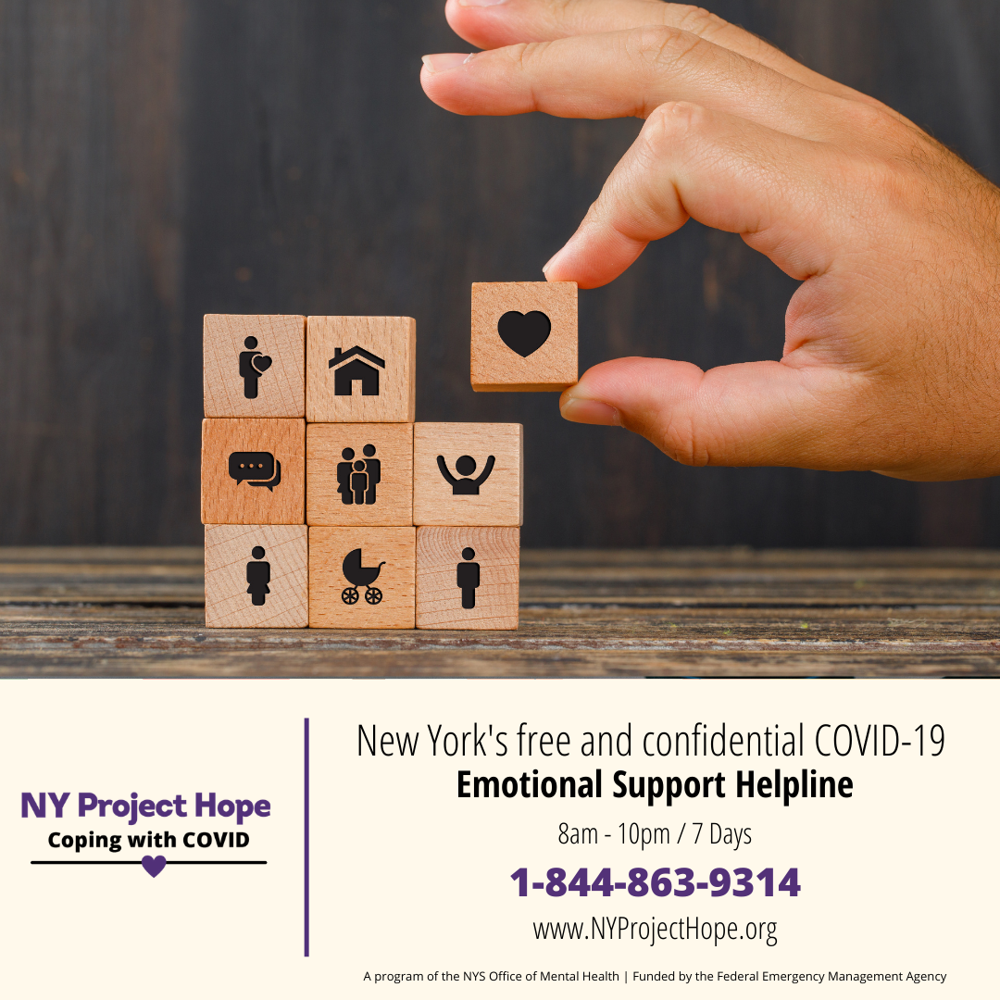 NY Project Hope
Coping with COVID
New York's free and confidential COVID-19
Emotional Support Helpline
8am - 10pm / 7 Days
1-844-863-9314
www.NYProjectHope.org
A program of the NYS Office of Mental Health | Funded by the Federal Emergency Management Agency